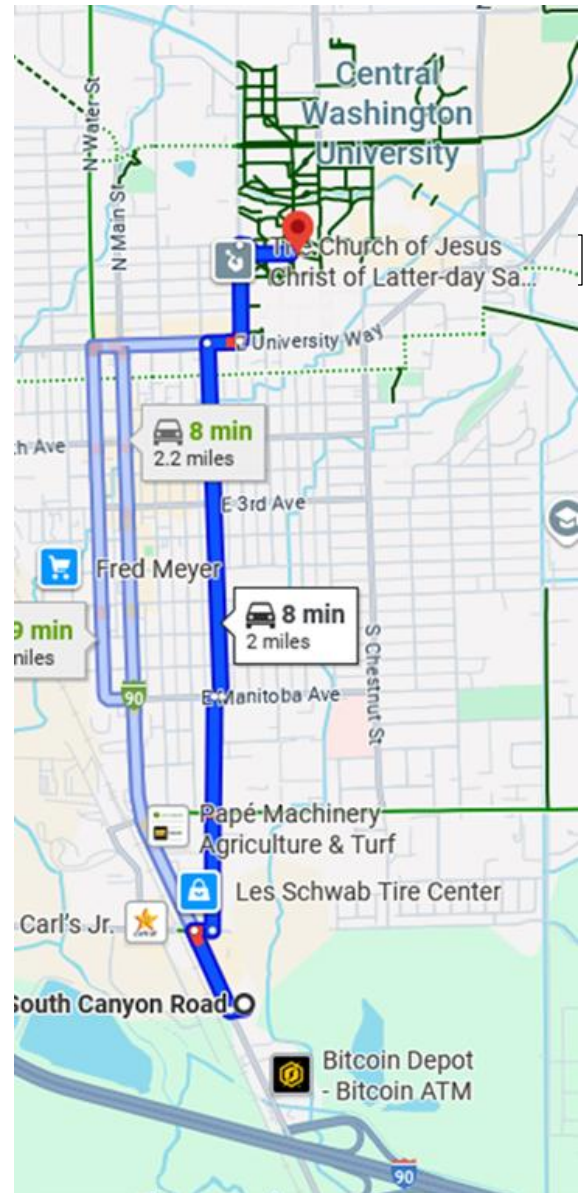 Central
Washington
University
N Water St
N Main St
The Church of Jesus
Christ of Latter-day Sa...
E University Way
8 min
2.2 miles
h Ave
E 3rd Ave
Fred Meyer
8 min
2 miles
9 min
miles
S Chestnut St
90
E Manitoba Ave
Papé Machinery
Agriculture & Turf
Les Schwab Tire Center
Carl's Jr.
South Canyon Road
Bitcoin Depot
- Bitcoin ATM
90